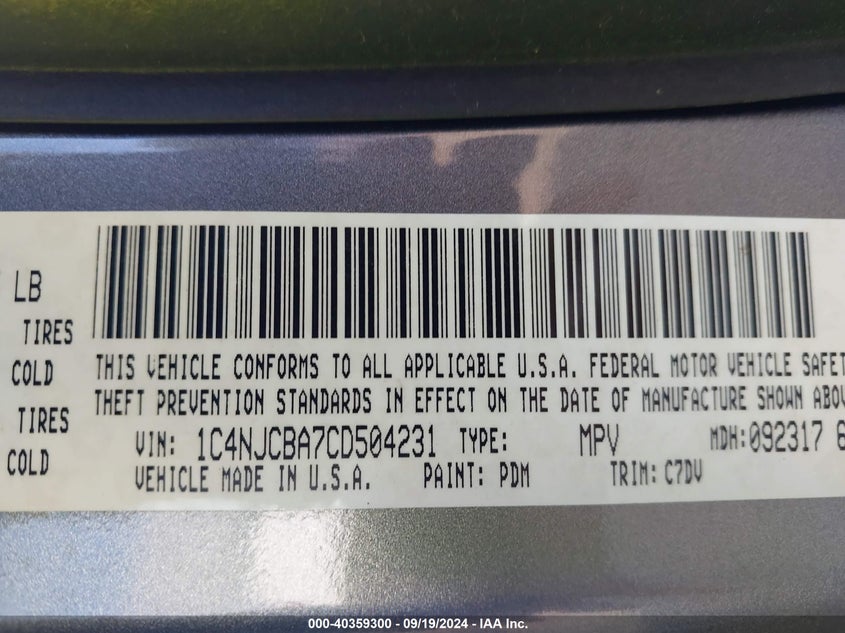 LB
TIRES
COLD
TIRES
COLD
THIS VEHICLE CONFORMS TO ALL APPLICABLE U.S.A. FEDERAL MOTOR VEHICLE SAFET
THEFT PREVENTION STANDARDS IN EFFECT ON THE DATE OF MANUFACTURE SHOWN ABOV
VIN: 1C4NJCBA7CD504231 TYPE: MPV MDH:092317 6
VEHICLE MADE IN U.S.A. PAINT: PDM TRIM: C7DV
000-40359300 - 09/19/2024 - IAA Inc.